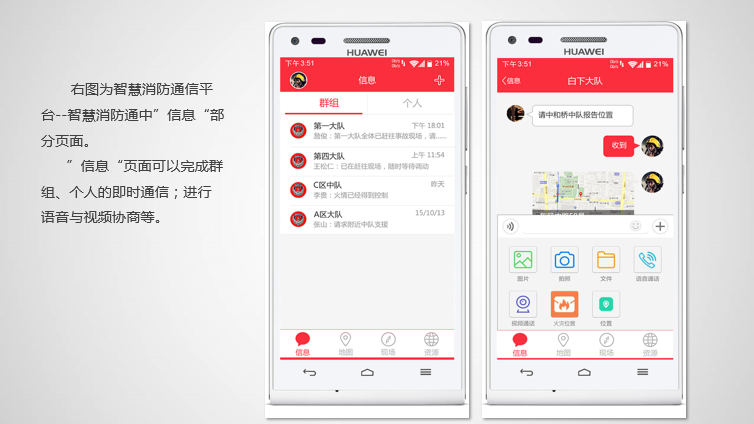 右图为智慧消防通信平
台--智慧消防通中”信息“部
分页面。
”信息“页面可以完成群
组、个人的即时通信；进行
语音与视频协商等。
HUAWEI
下午3:51
21%
信息
群组
个人
第一大队
下午 18:01
第一大队全体已赶往事故现场，请......
第四大队
上午 11:54
王松仁：已在赶往现场，随时等待调动
C区中队
昨天
李贵：火情已经得到控制
A区大队
15/10/13
张山：请求附近中队支援
信息
地图
现场
资源
HUAWEI
下午3:51
21%
信息
白下大队
请中和桥中队报告位置
收到
图片
拍照
文件
语音通话
视频通话
火灾位置
位置
信息
地图
现场
资源